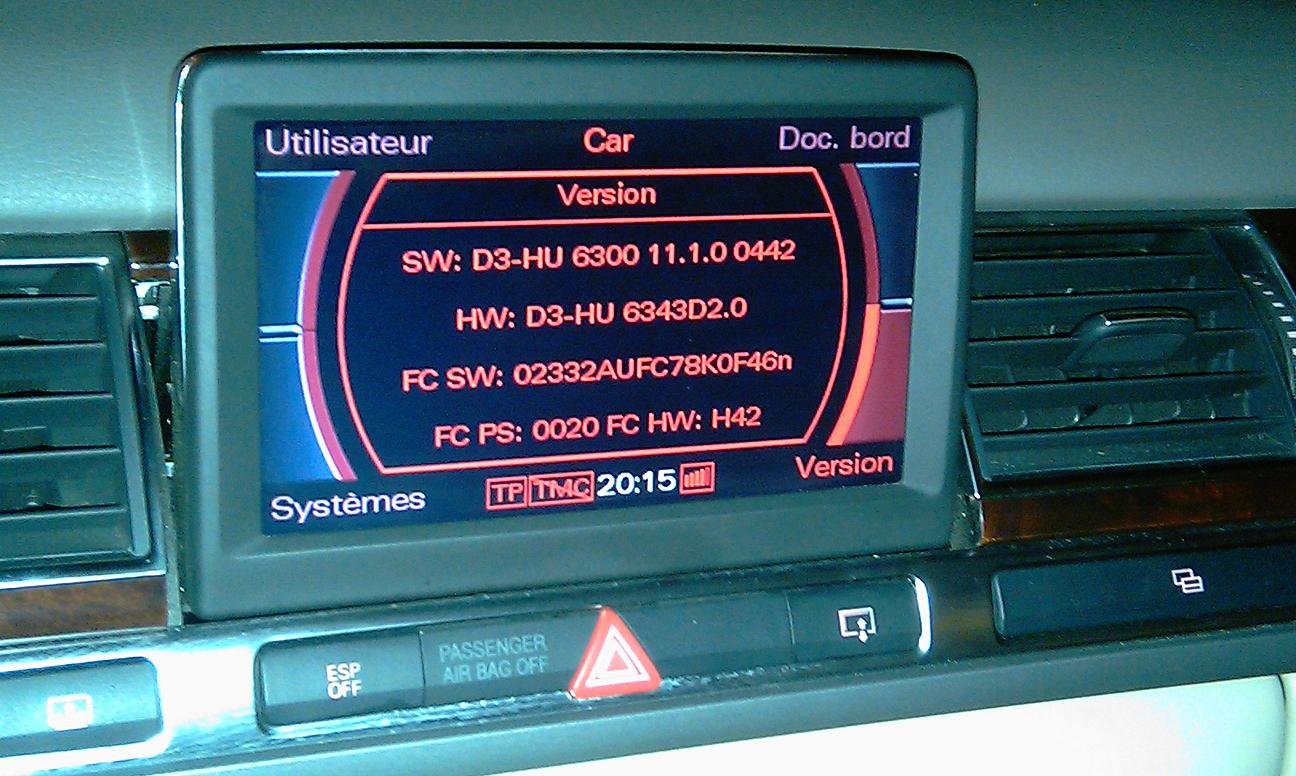 Utilisateur Car Doc. bord
Version
SW: D3-HU 6300 11.1.0 0442
HW: D3-HU 6343D2.0
FC SW: 02332AUFC78K0F46n
FC PS: 0020 FC HW: H42
Systèmes TP TMC 20:15 Version
PASSENGER
AIR BAG OFF
ESP
OFF